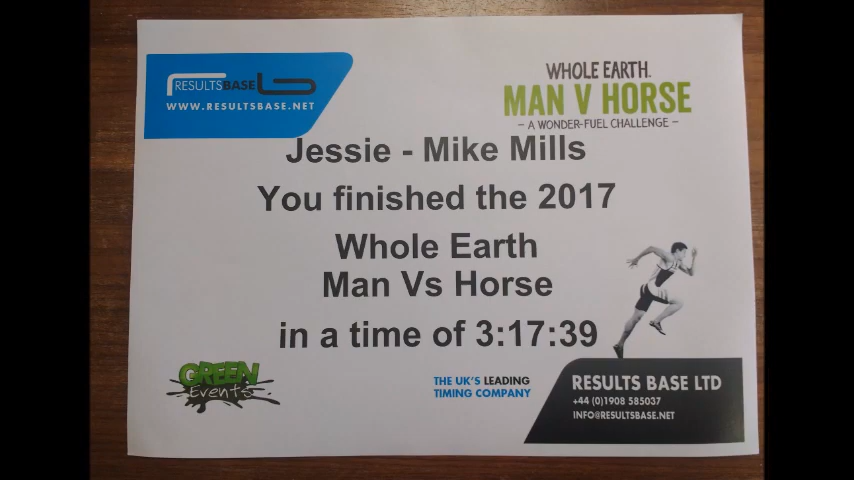 RESULTSBASE
WWW.RESULTSBASE.NET
WHOLE EARTH.
MAN V HORSE
- A WONDER-FUEL CHALLENGE -
Jessie - Mike Mills
You finished the 2017
Whole Earth
Man Vs Horse
in a time of 3:17:39
GREEN
Events
THE UK'S LEADING
TIMING COMPANY
RESULTS BASE LTD
+44 (0)1908 585037
INFO@RESULTSBASE.NET